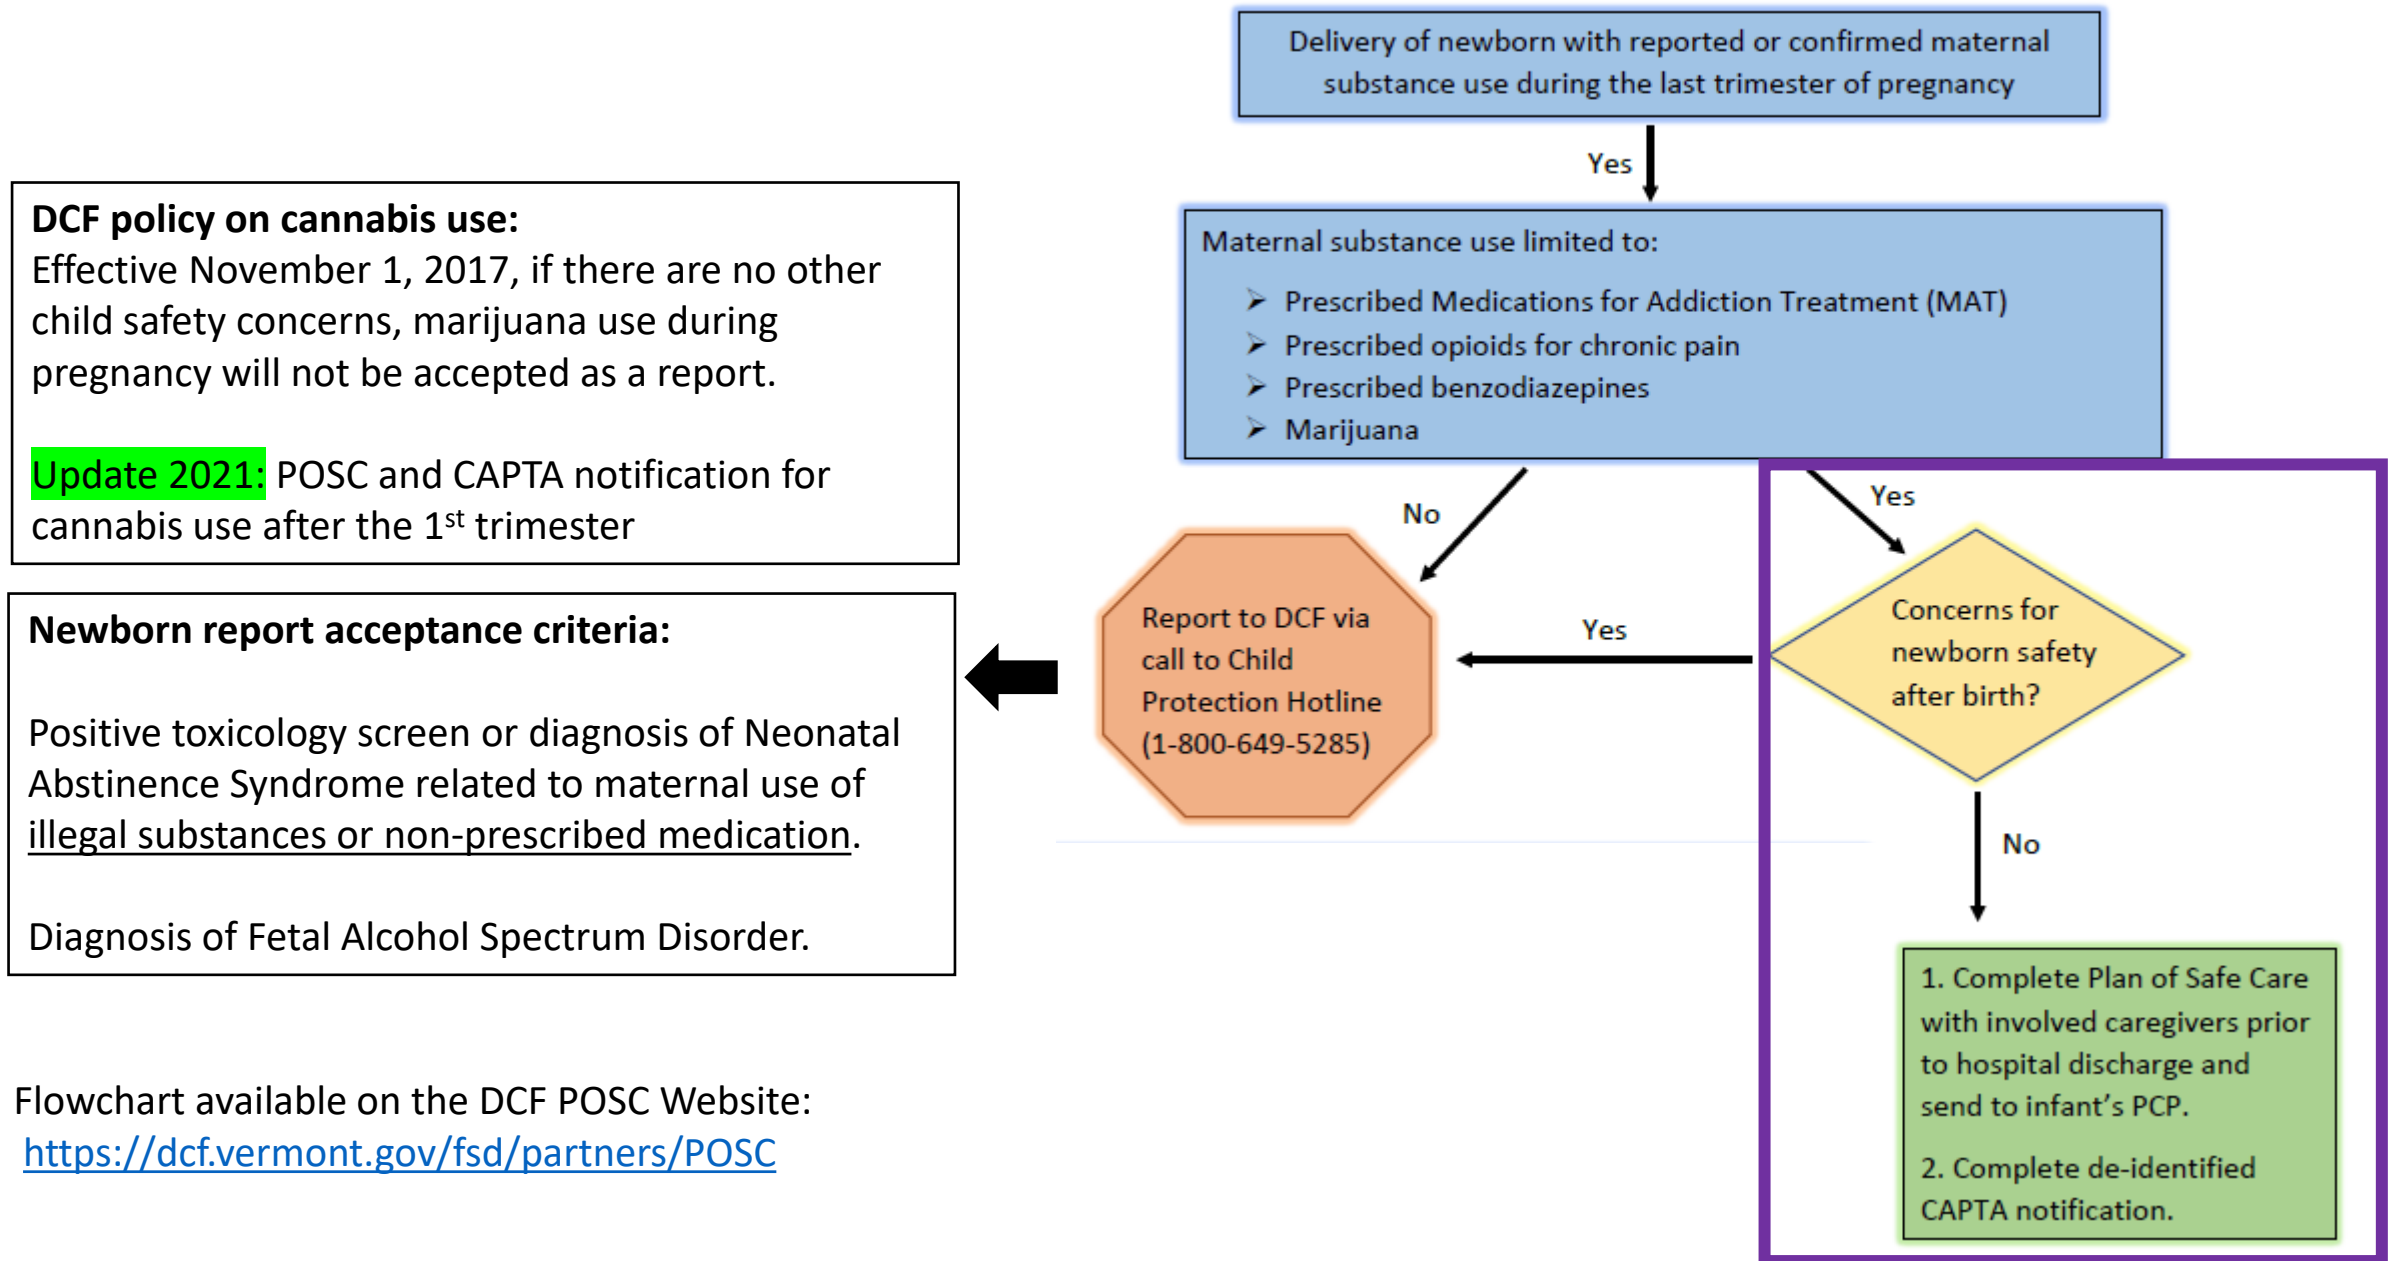 DCF policy on cannabis use:
Effective November 1, 2017, if there are no other
child safety concerns, marijuana use during
pregnancy will not be accepted as a report.
Update 2021: POSC and CAPTA notification for
cannabis use after the 1st trimester
Newborn report acceptance criteria:
Positive toxicology screen or diagnosis of Neonatal
Abstinence Syndrome related to maternal use of
illegal substances or non-prescribed medication.
Diagnosis of Fetal Alcohol Spectrum Disorder.
Flowchart available on the DCF POSC Website:
https://dcf.vermont.gov/fsd/partners/POSC
Delivery of newborn with reported or confirmed maternal
substance use during the last trimester of pregnancy
Yes
Maternal substance use limited to:
➢ Prescribed Medications for Addiction Treatment (MAT)
➢ Prescribed opioids for chronic pain
➢ Prescribed benzodiazepines
➢ Marijuana
No
Yes
Report to DCF via
call to Child
Protection Hotline
(1-800-649-5285)
Yes
Concerns for
newborn safety
after birth?
No
1. Complete Plan of Safe Care
with involved caregivers prior
to hospital discharge and
send to infant's PCP.
2. Complete de-identified
CAPTA notification.